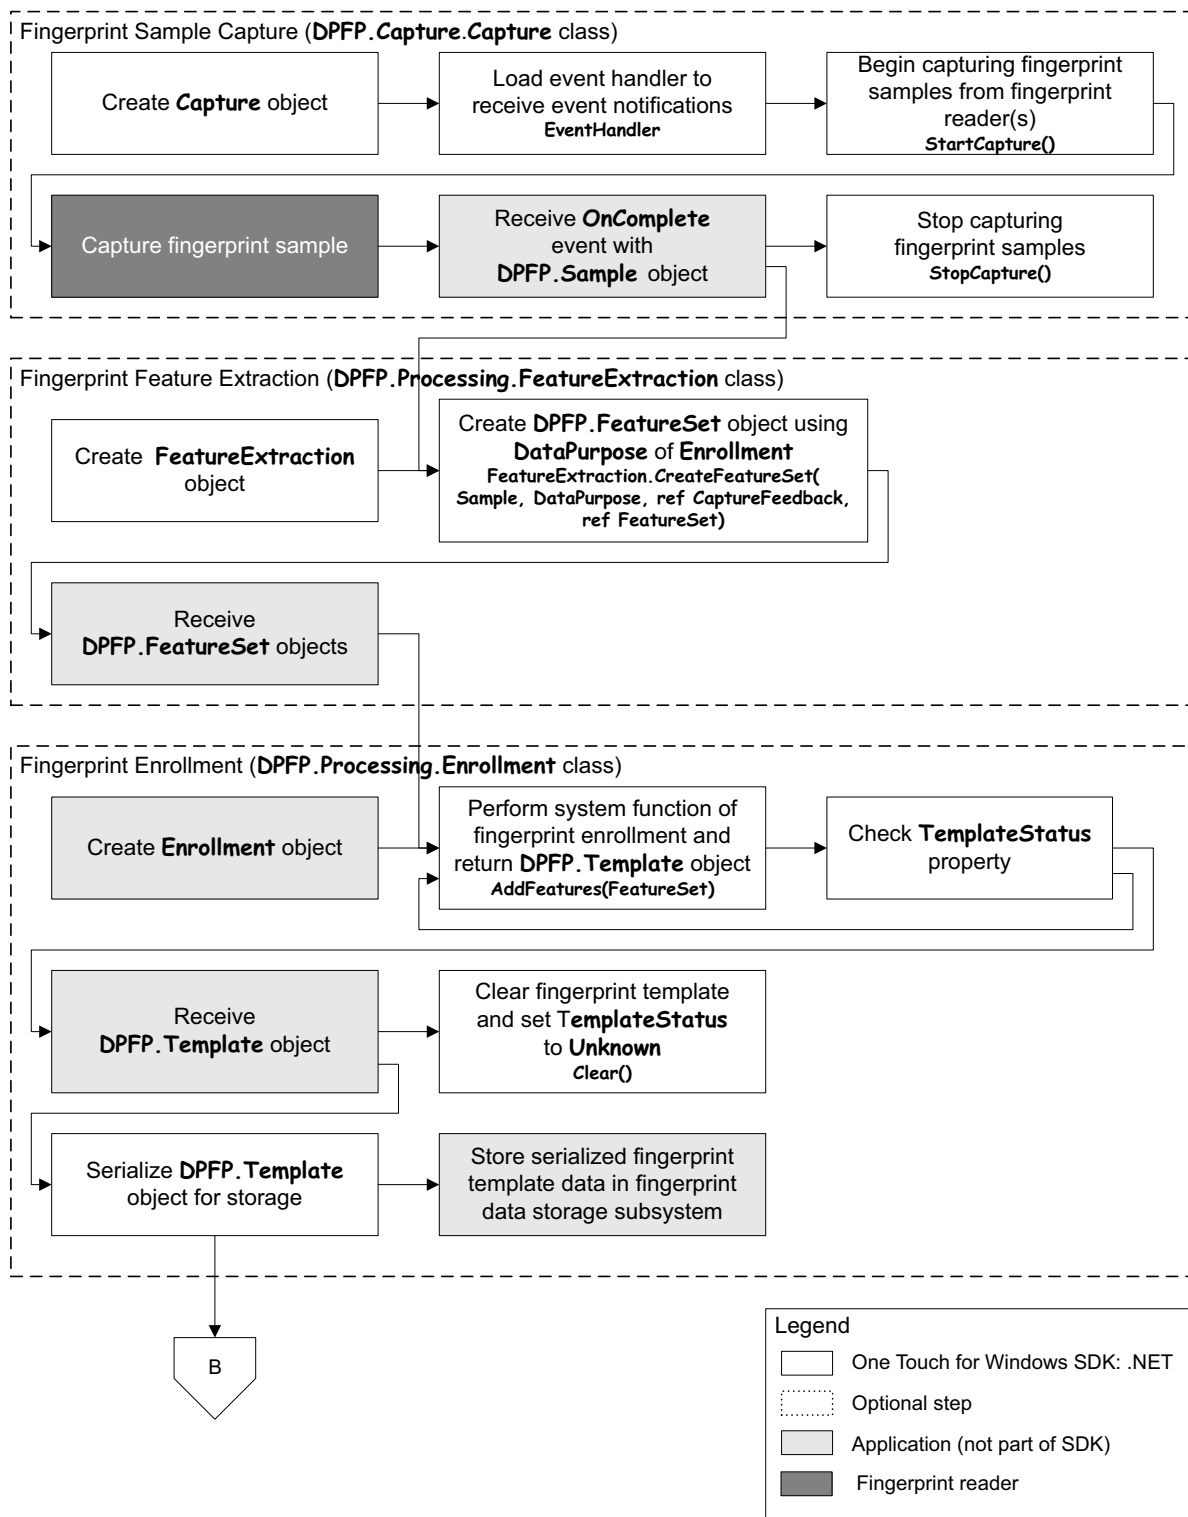 Fingerprint Sample Capture (DPFP.Capture.Capture class)
Create Capture object
Load event handler to
receive event notifications
EventHandler
Begin capturing fingerprint
samples from fingerprint
reader(s)
StartCapture()
Capture fingerprint sample
Receive OnComplete
event with
DPFP.Sample object
Stop capturing
fingerprint samples
StopCapture()
Fingerprint Feature Extraction (DPFP.Processing.FeatureExtraction class)
Create FeatureExtraction
object
Create DPFP.FeatureSet object using
DataPurpose of Enrollment
FeatureExtraction.CreateFeatureSet(
Sample, DataPurpose, ref CaptureFeedback,
ref FeatureSet)
Receive
DPFP.FeatureSet objects
Fingerprint Enrollment (DPFP.Processing.Enrollment class)
Create Enrollment object
Perform system function of
fingerprint enrollment and
return DPFP.Template object
AddFeatures(FeatureSet)
Check TemplateStatus
property
Receive
DPFP.Template object
Clear fingerprint template
and set TemplateStatus
to Unknown
Clear()
Serialize DPFP.Template
object for storage
Store serialized fingerprint
template data in fingerprint
data storage subsystem
B
Legend
One Touch for Windows SDK: .NET
Optional step
Application (not part of SDK)
Fingerprint reader